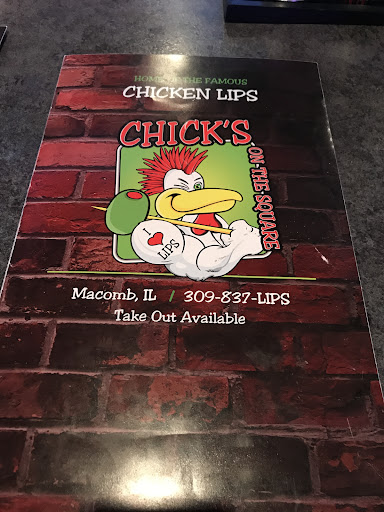 HOME OF THE FAMOUS
CHICKEN LIPS
CHICK'S
ON THE SQUARE
I
LIPS
Macomb, IL / 309-837-LIPS
Take Out Available